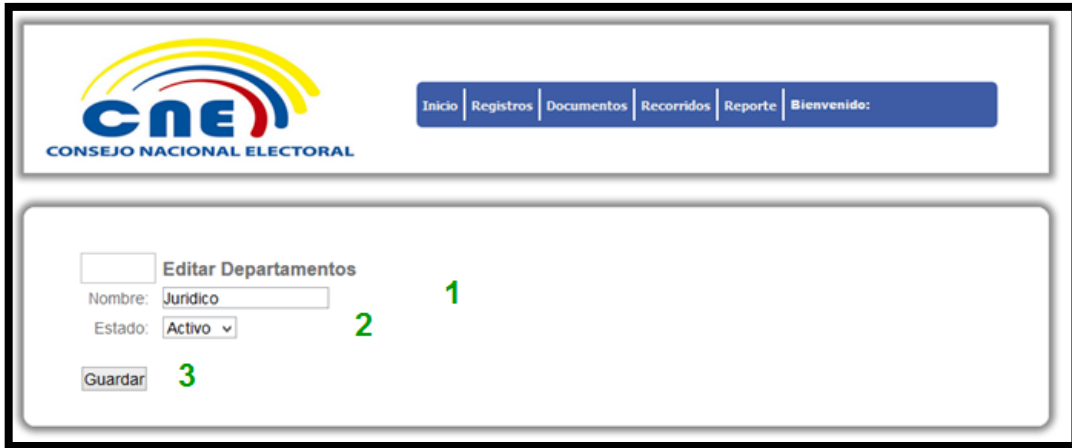 CNE
CONSEJO NACIONAL ELECTORAL
Inicio Registros Documentos Recorridos Reporte Bienvenido:
Editar Departamentos
Nombre: Juridico 1
Estado: Activo 2
Guardar 3